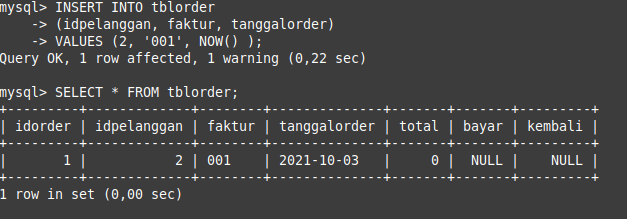 mysql> INSERT INTO tblorder
    -> (idpelanggan, faktur, tanggalorder)
    -> VALUES (2, '001', NOW() );
Query OK, 1 row affected, 1 warning (0,22 sec)

mysql> SELECT * FROM tblorder;
+---------+-------------+--------+--------------+-------+-------+---------+
| idorder | idpelanggan | faktur | tanggalorder | total | bayar | kembali |
+---------+-------------+--------+--------------+-------+-------+---------+
|       1 |           2 | 001    | 2021-10-03   |     0 |  NULL |    NULL |
+---------+-------------+--------+--------------+-------+-------+---------+
1 row in set (0,00 sec)